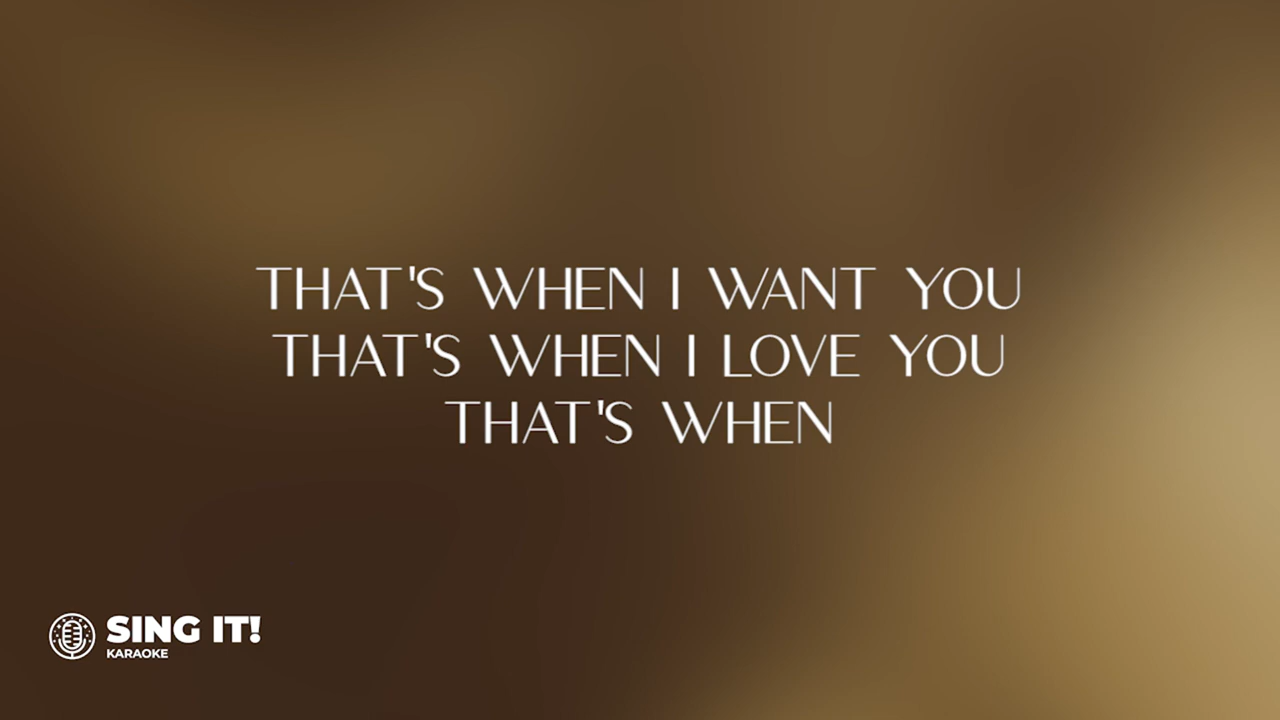 THAT'S WHEN I WANT YOU
THAT'S WHEN I LOVE YOU
THAT'S WHEN
SING IT!
KARAOKE